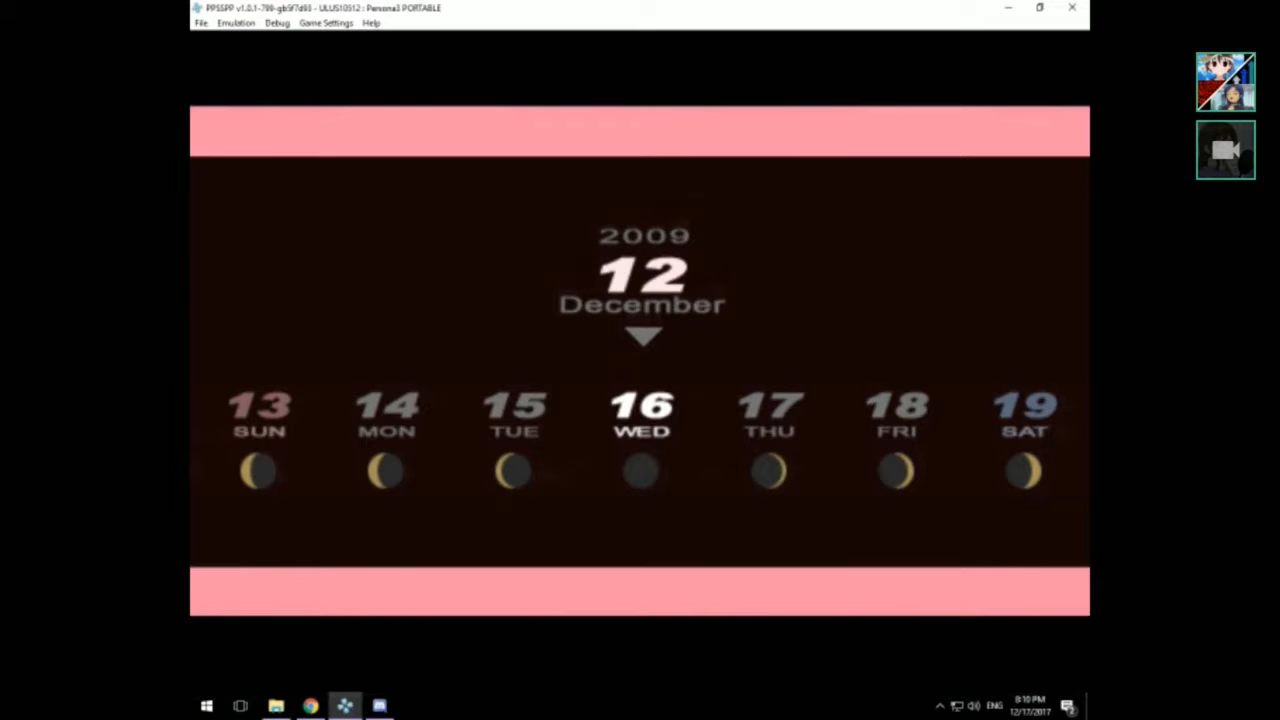 PPSSPP v1.0.1-799-gb5f7d93 - ULUS10512 : Persona3 PORTABLE
File Emulation Debug Game Settings Help
2009
12
December
13 14 15 16 17 18 19
SUN MON TUE WED THU FRI SAT
ENG
8:10 PM
12/17/2017
2